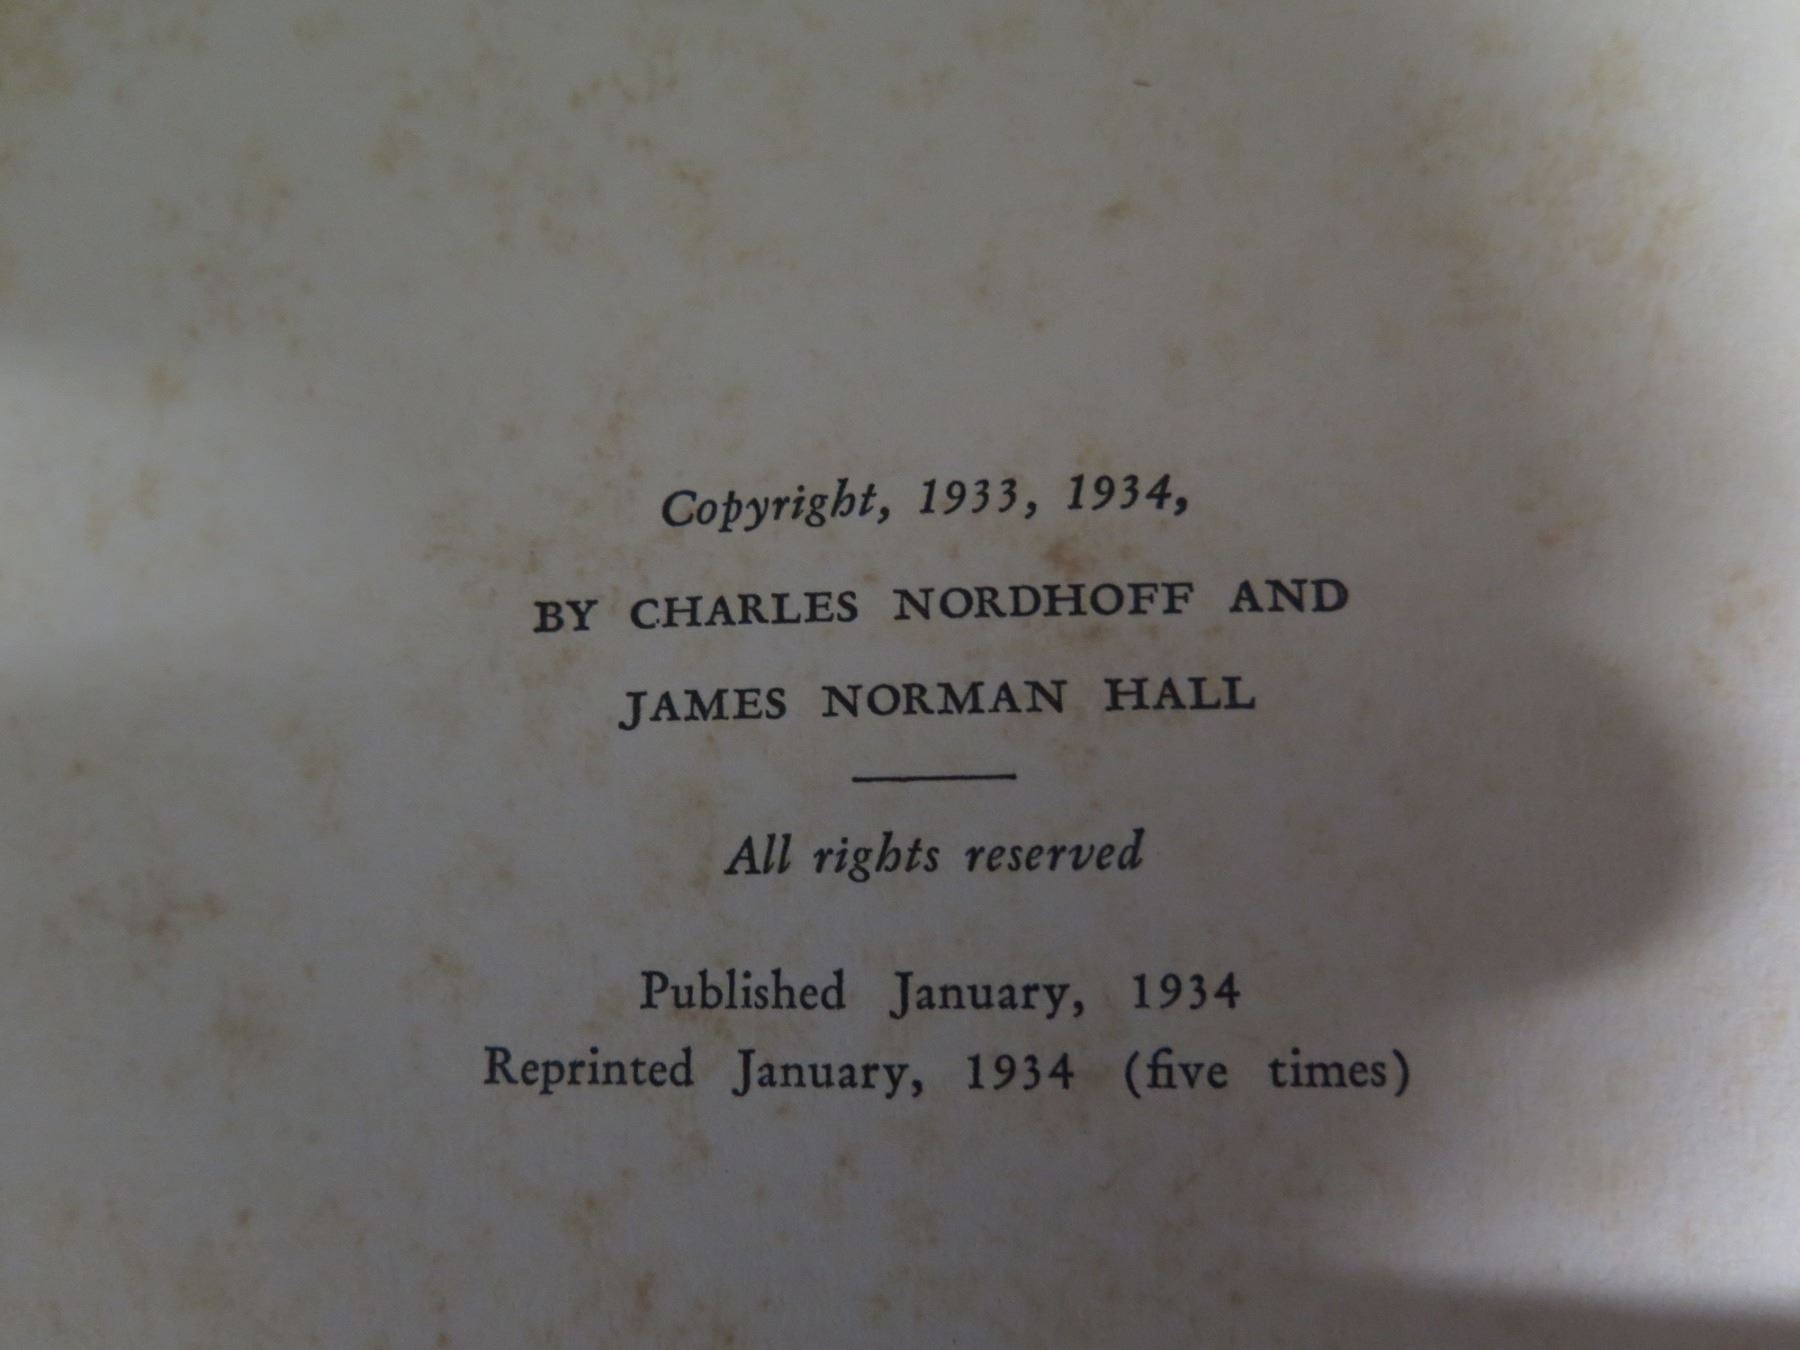 Copyright, 1933, 1934,
BY CHARLES NORDHOFF AND
JAMES NORMAN HALL
All rights reserved
Published January, 1934
Reprinted January, 1934 (five times)